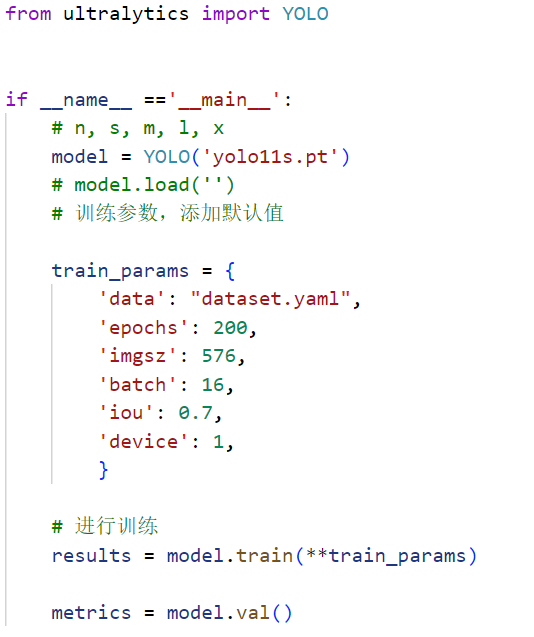 from ultralytics import YOLO
if __name__ =='__main__':
# n, s, m, l, x
model = YOLO('yolo11s.pt')
# model.load('')
# 训练参数，添加默认值
train_params = {
'data': "dataset.yaml",
'epochs': 200,
'imgsz': 576,
'batch': 16,
'iou': 0.7,
'device': 1,
}
# 进行训练
results = model.train(**train_params)
metrics = model.val()